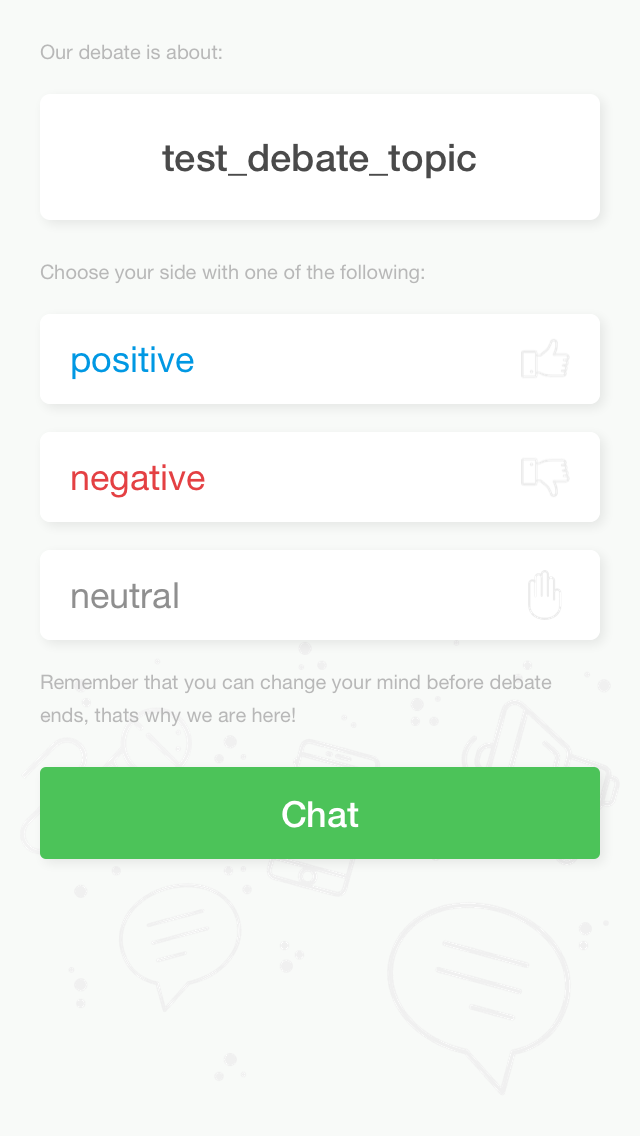 Our debate is about:
test_debate_topic
Choose your side with one of the following:
positive
negative
neutral
Remember that you can change your mind before debate
ends, thats why we are here!
Chat